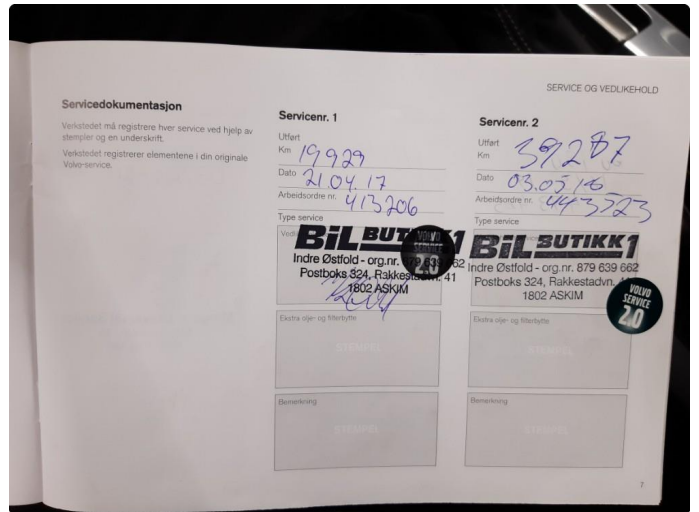 SERVICE OG VEDLIKEHOLD
Servicedokumentasjon
Verkstedet må registrere hver service ved hjelp av
stempler og en underskrift.
Verkstedet registrerer elementene i din originale
Volvo-service.
Servicenr. 1
Utført
Km 19929
Dato 21.04.17
Arbeidsordre nr. 413206
Type service
BiL BUTIKK1
VOLVO
SERVICE
2.0
Indre Østfold - org.nr. 879 639 662
Postboks 324, Rakkestadvn. 41
1802 ASKIM
Ekstra olje- og filterbytte
STEMPEL
Bemerkning
STEMPEL
Servicenr. 2
Utført
Km 39287
Dato 03.05
Arbeidsordre nr. 443523
Type service
BiL BUTIKK1
Indre Østfold - org.nr. 879 639 662
Postboks 324, Rakkestadvn. 41
1802 ASKIM
VOLVO
SERVICE
2.0
Ekstra olje- og filterbytte
STEMPEL
Bemerkning
STEMPEL
7